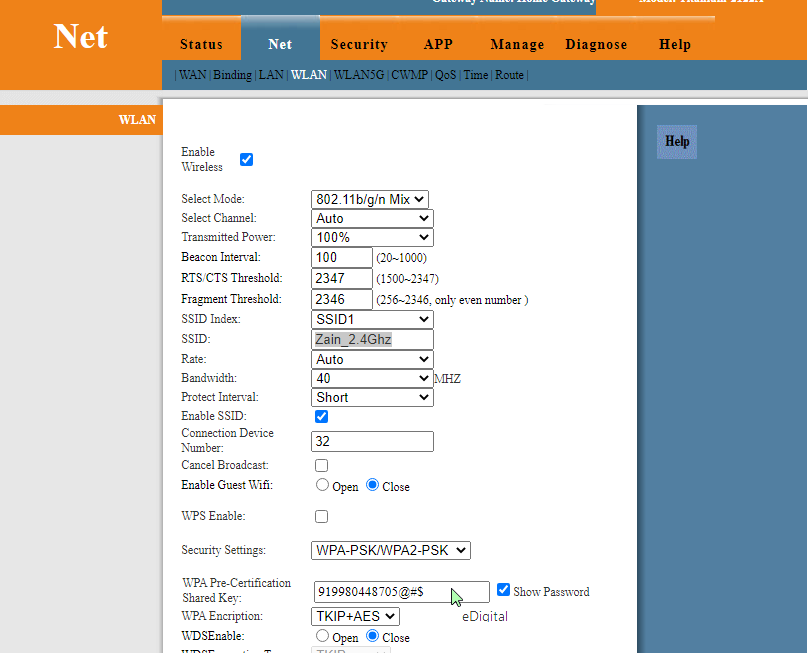 Gateway Name: Home Gateway Model: Titanium-2122A
Net
Status Net Security APP Manage Diagnose Help
| WAN | Binding | LAN | WLAN | WLAN5G | CWMP | QoS | Time | Route |
WLAN
Help
Enable
Wireless
Select Mode: 802.11b/g/n Mix
Select Channel: Auto
Transmitted Power: 100%
Beacon Interval: 100 (20~1000)
RTS/CTS Threshold: 2347 (1500~2347)
Fragment Threshold: 2346 (256~2346, only even number )
SSID Index: SSID1
SSID: Zain_2.4Ghz
Rate: Auto
Bandwidth: 40 MHZ
Protect Interval: Short
Enable SSID:
Connection Device
Number: 32
Cancel Broadcast:
Enable Guest Wifi: Open Close
WPS Enable:
Security Settings: WPA-PSK/WPA2-PSK
WPA Pre-Certification
Shared Key: 919980448705@#$ Show Password
WPA Encription: TKIP+AES eDigital
WDSEnable: Open Close